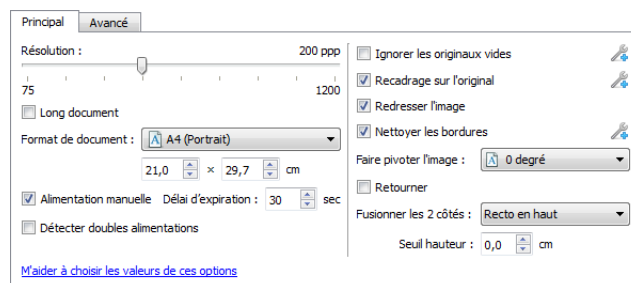 Principal Avancé
Résolution : 200 ppp
75 1200
Long document
Format de document : A4 (Portrait)
21,0 × 29,7 cm
Alimentation manuelle Délai d'expiration : 30 sec
Détecter doubles alimentations
M'aider à choisir les valeurs de ces options
Ignorer les originaux vides
Recadrage sur l'original
Redresser l'image
Nettoyer les bordures
Faire pivoter l'image : 0 degré
Retourner
Fusionner les 2 côtés : Recto en haut
Seuil hauteur : 0,0 cm